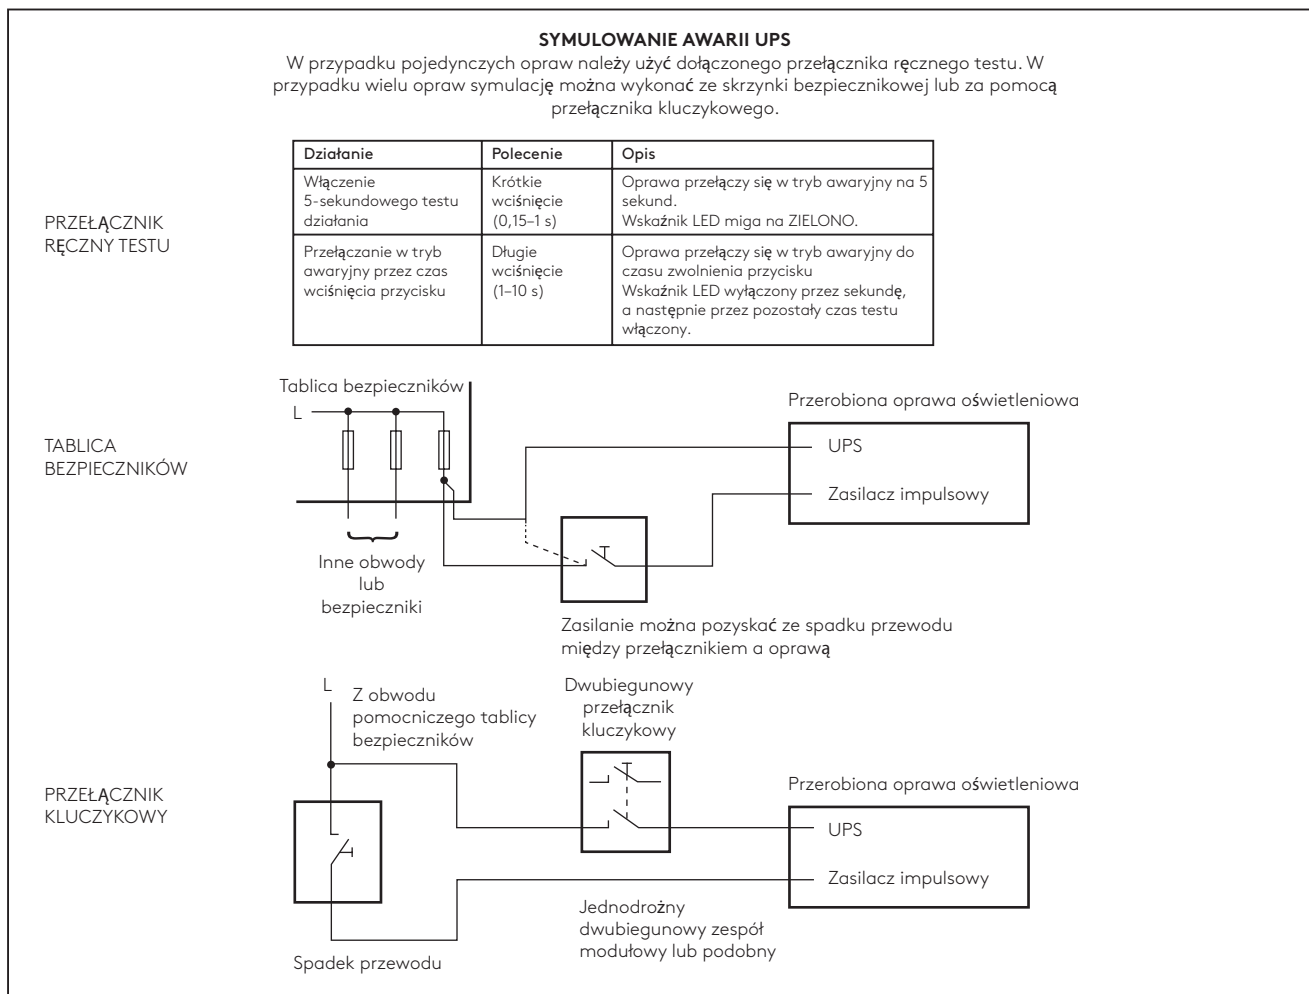 SYMULOWANIE AWARII UPS
W przypadku pojedynczych opraw należy użyć dołączonego przełącznika ręcznego testu. W
przypadku wielu opraw symulację można wykonać ze skrzynki bezpiecznikowej lub za pomocą
przełącznika kluczykowego.
PRZEŁĄCZNIK
RĘCZNY TESTU
Działanie
Polecenie
Opis
Włączenie
5-sekundowego testu
działania
Krótkie
wciśnięcie
(0,15–1 s)
Oprawa przełączy się w tryb awaryjny na 5
sekund.
Wskaźnik LED miga na ZIELONO.
Przełączanie w tryb
awaryjny przez czas
wciśnięcia przycisku
Długie
wciśnięcie
(1–10 s)
Oprawa przełączy się w tryb awaryjny do
czasu zwolnienia przycisku
Wskaźnik LED wyłączony przez sekundę,
a następnie przez pozostały czas testu
włączony.
TABLICA
BEZPIECZNIKÓW
Tablica bezpieczników
L
Inne obwody
lub
bezpieczniki
Przerobiona oprawa oświetleniowa
UPS
Zasilacz impulsowy
Zasilanie można pozyskać ze spadku przewodu
między przełącznikiem a oprawą
PRZEŁĄCZNIK
KLUCZYKOWY
L
Z obwodu
pomocniczego tablicy
bezpieczników
Dwubiegunowy
przełącznik
kluczykowy
Przerobiona oprawa oświetleniowa
UPS
Zasilacz impulsowy
Jednodrożny
dwubiegunowy zespół
modułowy lub podobny
Spadek przewodu